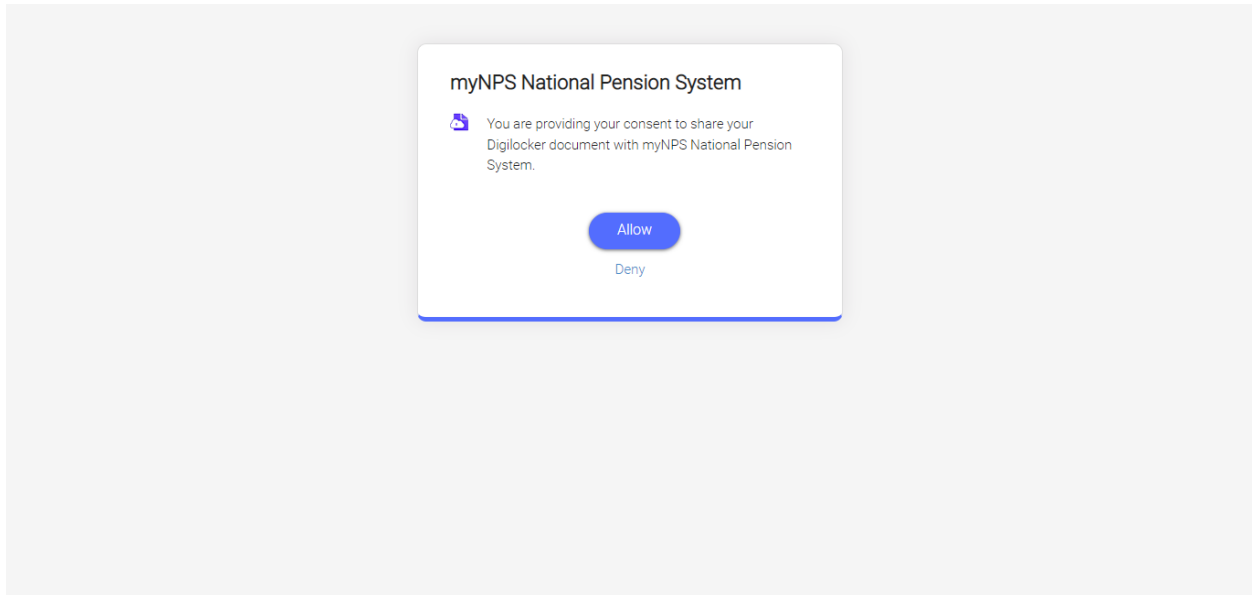 myNPS National Pension System
You are providing your consent to share your
Digilocker document with myNPS National Pension
System.
Allow
Deny